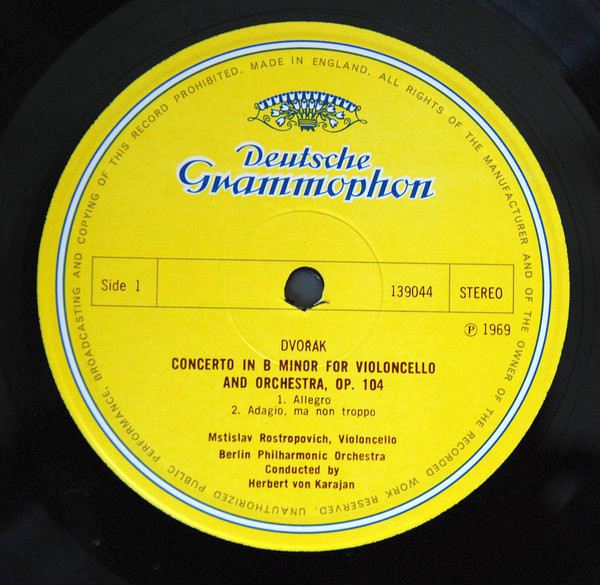 MADE IN ENGLAND. ALL RIGHTS OF THE MANUFACTURER AND OF THE OWNER OF THE RECORDED WORK RESERVED. UNAUTHORIZED PUBLIC PERFORMANCE, BROADCASTING AND COPYING OF THIS RECORD PROHIBITED.
Deutsche
Grammophon
Side 1 139044 STEREO
℗ 1969
DVOŘÁK
CONCERTO IN B MINOR FOR VIOLONCELLO
AND ORCHESTRA, OP. 104
1. Allegro
2. Adagio, ma non troppo
Mstislav Rostropovich, Violoncello
Berlin Philharmonic Orchestra
Conducted by
Herbert von Karajan